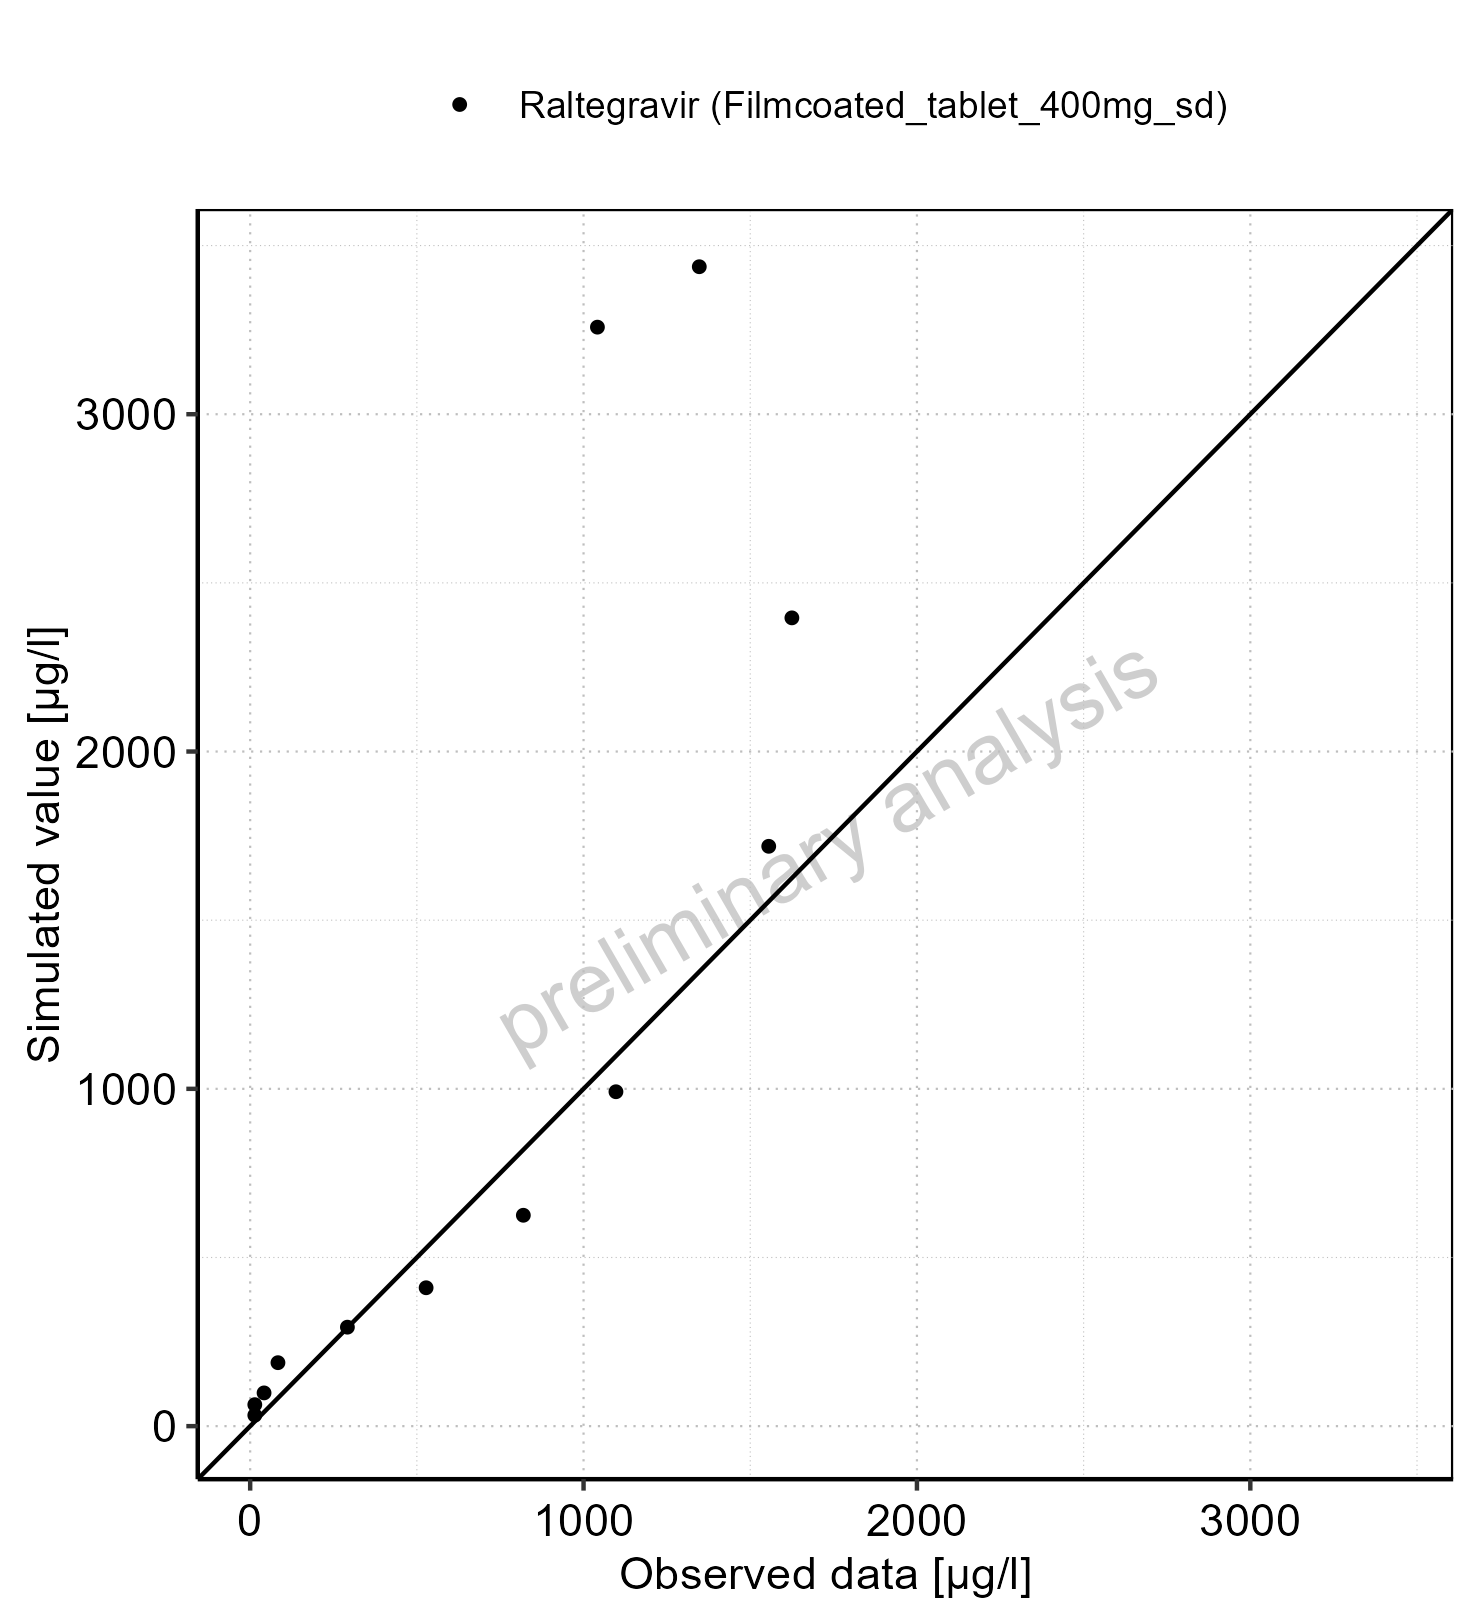 Raltegravir (Filmcoated_tablet_400mg_sd)
3000
2000
1000
0
Simulated value [µg/l]
preliminary analysis
0 1000 2000 3000
Observed data [µg/l]